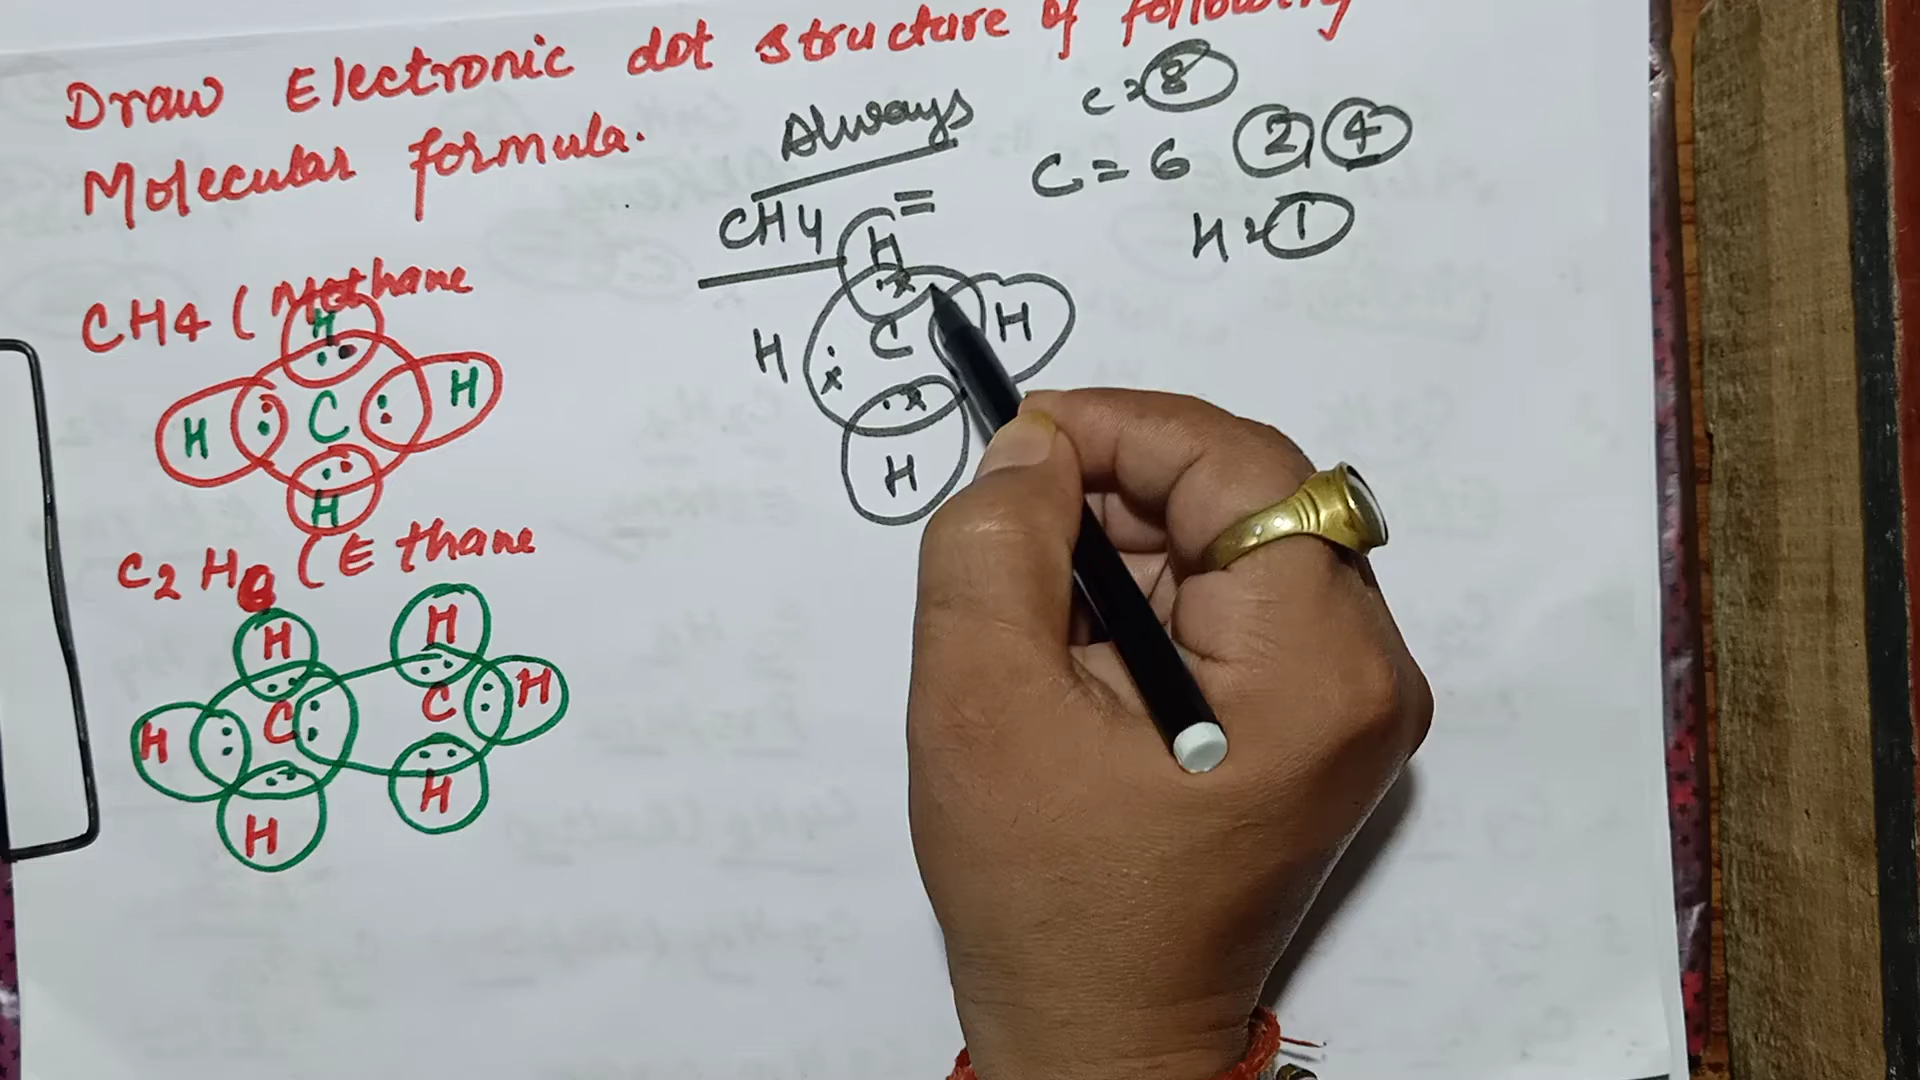 Draw Electronic dot structure of following
Molecular formula.
Always
C = 8
C = 6 2, 4
H = 1
CH4 =
H
H C H
H
CH4 ( Methane
H
H C H
H
C2 H6 ( Ethane
H H
H C C H
H H